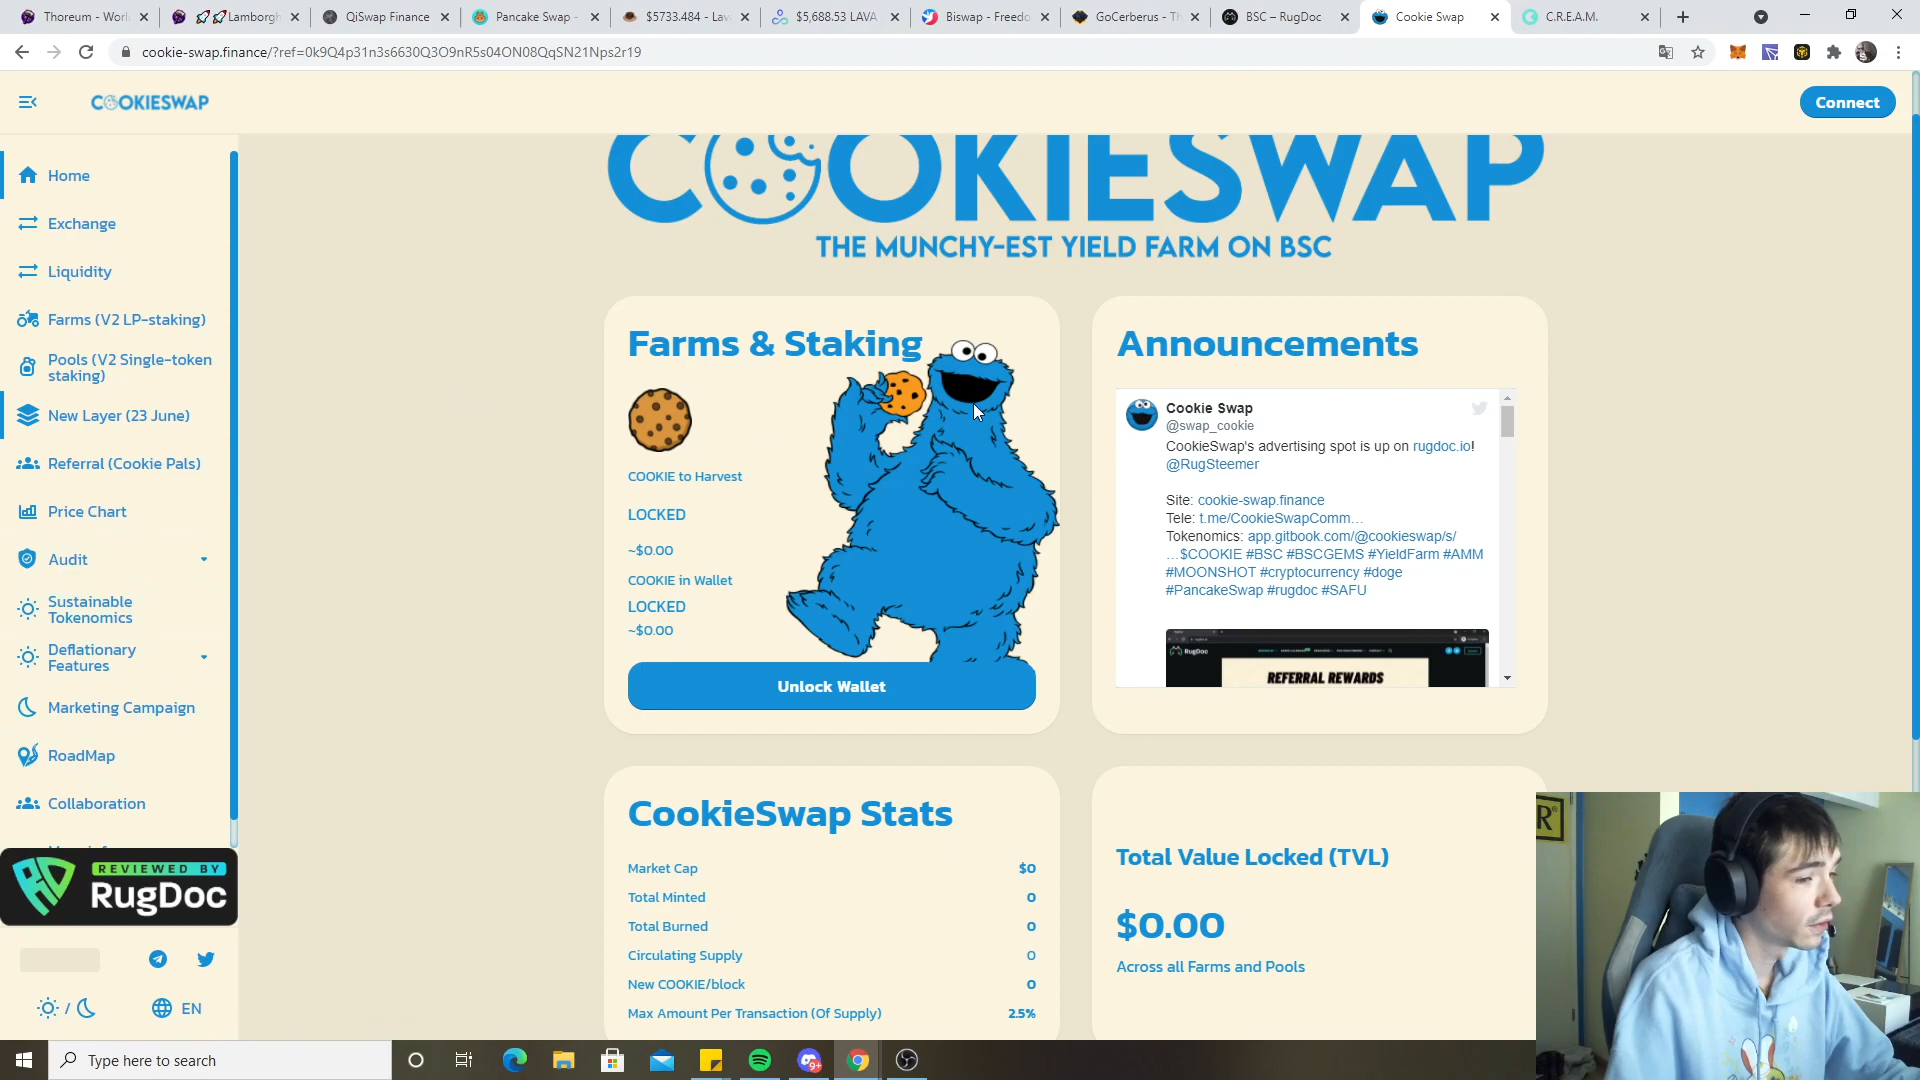 Thoreum - Worl
🚀🚀Lamborgh
QiSwap Finance
Pancake Swap -
$5733.484 - Lav
$5,688.53 LAVA
Biswap - Freedo
GoCerberus - Th
BSC – RugDoc
Cookie Swap
C.R.E.A.M.
cookie-swap.finance/?ref=0k9Q4p31n3s6630Q3O9nR5s04ON08QqSN21Nps2r19
COOKIESWAP
Connect
Home
Exchange
Liquidity
Farms (V2 LP-staking)
Pools (V2 Single-token
staking)
New Layer (23 June)
Referral (Cookie Pals)
Price Chart
Audit
Sustainable
Tokenomics
Deflationary
Features
Marketing Campaign
RoadMap
Collaboration
REVIEWED BY
RugDoc
EN
COOKIESWAP
THE MUNCHY-EST YIELD FARM ON BSC
Farms & Staking
COOKIE to Harvest
LOCKED
~$0.00
COOKIE in Wallet
LOCKED
~$0.00
Unlock Wallet
Announcements
Cookie Swap
@swap_cookie
CookieSwap's advertising spot is up on rugdoc.io!
@RugSteemer
Site: cookie-swap.finance
Tele: t.me/CookieSwapComm…
Tokenomics: app.gitbook.com/@cookieswap/s/
…$COOKIE #BSC #BSCGEMS #YieldFarm #AMM
#MOONSHOT #cryptocurrency #doge
#PancakeSwap #rugdoc #SAFU
RugDoc
REFERRAL REWARDS
CookieSwap Stats
Market Cap $0
Total Minted 0
Total Burned 0
Circulating Supply 0
New COOKIE/block 0
Max Amount Per Transaction (Of Supply) 2.5%
Total Value Locked (TVL)
$0.00
Across all Farms and Pools
Type here to search
9+